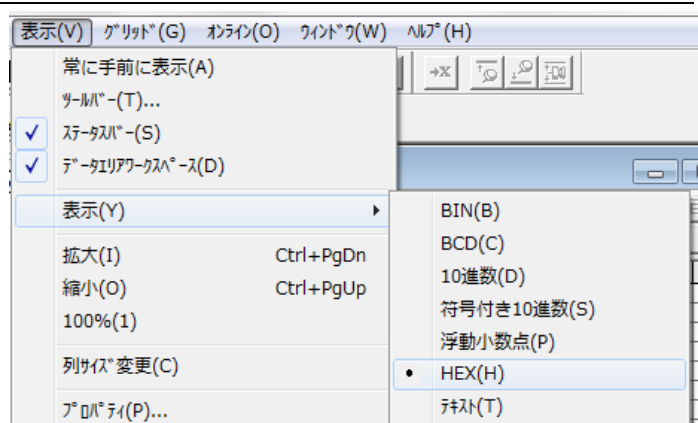 表示(V) ｸﾞﾘｯﾄﾞ(G) ｵﾝﾗｲﾝ(O) ｳｨﾝﾄﾞｳ(W) ﾍﾙﾌﾟ(H)
常に手前に表示(A)
ﾂｰﾙﾊﾞｰ(T)...
ｽﾃｰﾀｽﾊﾞｰ(S)
ﾃﾞｰﾀｴﾘｱﾜｰｸｽﾍﾟｰｽ(D)
表示(Y)
拡大(I) Ctrl+PgDn
縮小(O) Ctrl+PgUp
100%(1)
列ｻｲｽﾞ変更(C)
ﾌﾟﾛﾊﾟﾃｨ(P)...
BIN(B)
BCD(C)
10進数(D)
符号付き10進数(S)
浮動小数点(P)
HEX(H)
ﾃｷｽﾄ(T)